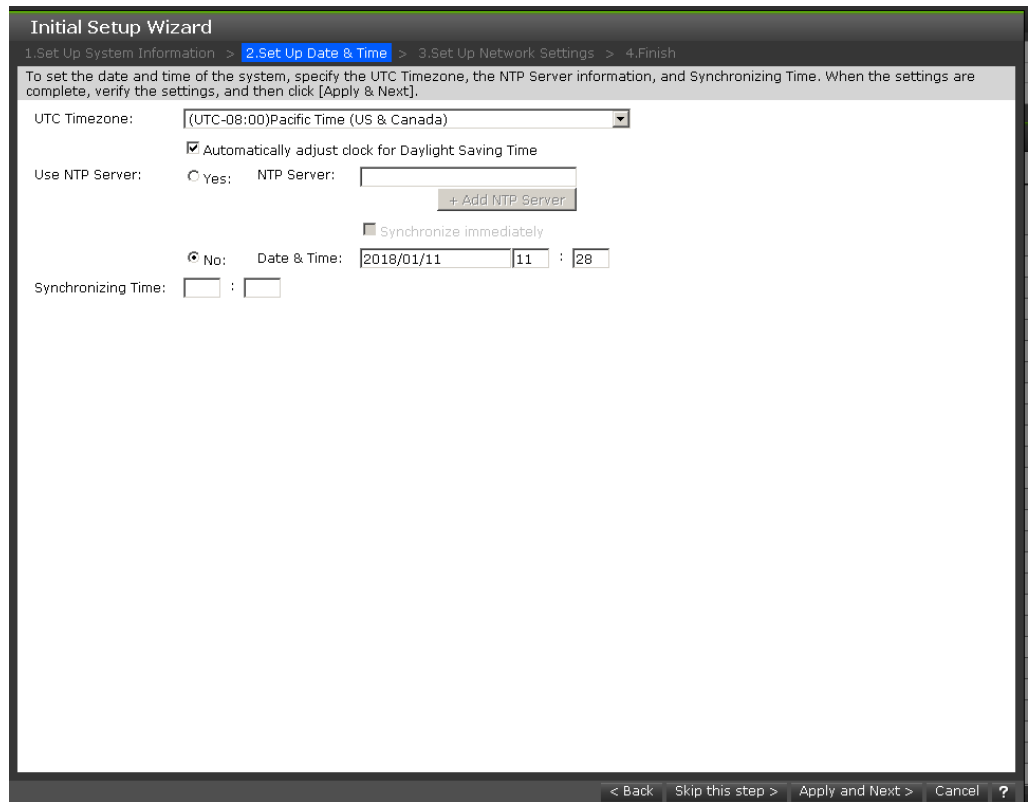 Initial Setup Wizard
1.Set Up System Information > 2.Set Up Date & Time > 3.Set Up Network Settings > 4.Finish
To set the date and time of the system, specify the UTC Timezone, the NTP Server information, and Synchronizing Time. When the settings are
complete, verify the settings, and then click [Apply & Next].
UTC Timezone: (UTC-08:00)Pacific Time (US & Canada)
Automatically adjust clock for Daylight Saving Time
Use NTP Server: Yes: NTP Server:
+ Add NTP Server
Synchronize immediately
No: Date & Time: 2018/01/11 11 : 28
Synchronizing Time: :
< Back Skip this step > Apply and Next > Cancel ?